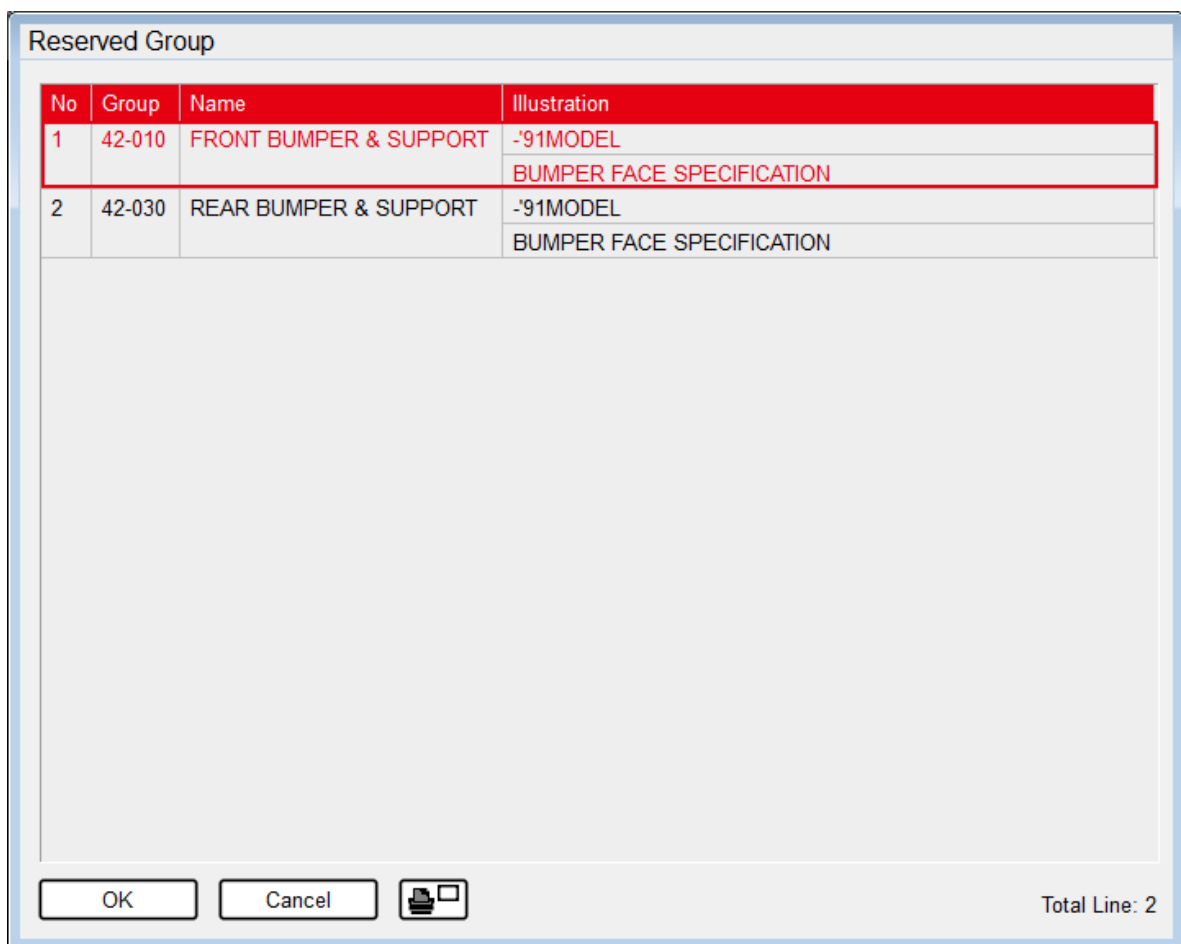 Reserved Group
No Group Name Illustration
1 42-010 FRONT BUMPER & SUPPORT -'91MODEL
BUMPER FACE SPECIFICATION
2 42-030 REAR BUMPER & SUPPORT -'91MODEL
BUMPER FACE SPECIFICATION
OK Cancel Total Line: 2